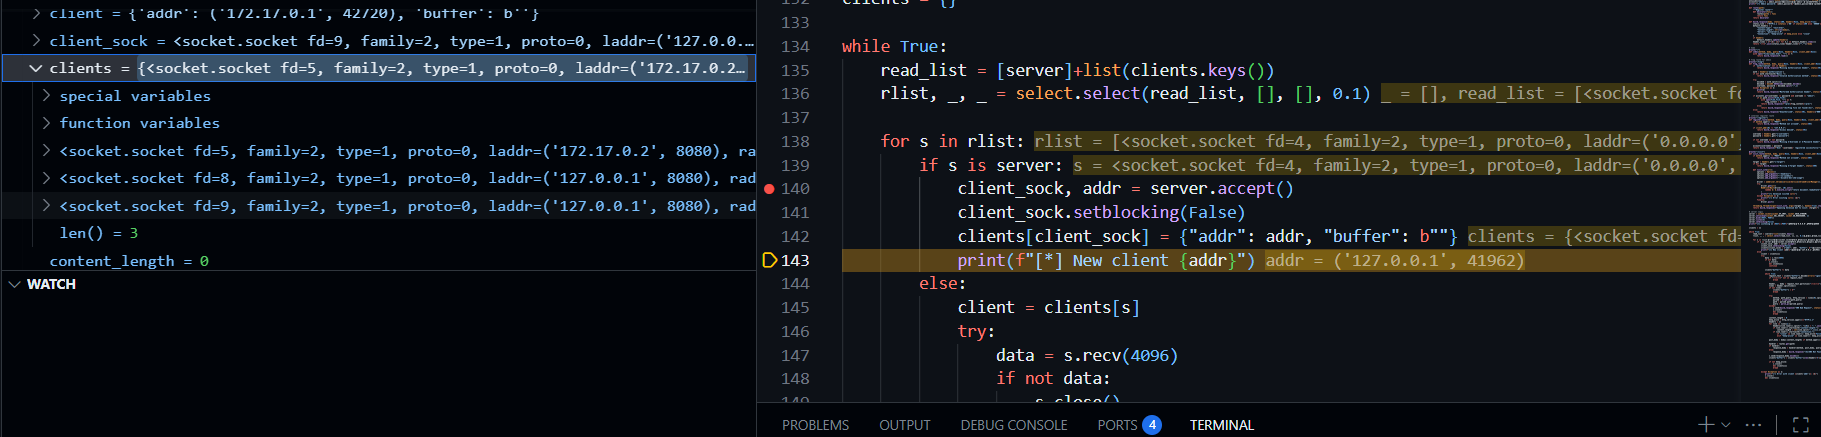 client = {'addr': ('172.17.0.1', 42720), 'buffer': b''}
client_sock = <socket.socket fd=9, family=2, type=1, proto=0, laddr=('127.0.0....
clients = {<socket.socket fd=5, family=2, type=1, proto=0, laddr=('172.17.0.2...
special variables
function variables
<socket.socket fd=5, family=2, type=1, proto=0, laddr=('172.17.0.2', 8080), ra
<socket.socket fd=8, family=2, type=1, proto=0, laddr=('127.0.0.1', 8080), rad
<socket.socket fd=9, family=2, type=1, proto=0, laddr=('127.0.0.1', 8080), rad
len() = 3
content_length = 0
WATCH
132 clients = {}
133
134 while True:
135 read_list = [server]+list(clients.keys())
136 rlist, _, _ = select.select(read_list, [], [], 0.1) _ = [], read_list = [<socket.socket fd
137
138 for s in rlist: rlist = [<socket.socket fd=4, family=2, type=1, proto=0, laddr=('0.0.0.0',
139 if s is server: s = <socket.socket fd=4, family=2, type=1, proto=0, laddr=('0.0.0.0',
140 client_sock, addr = server.accept()
141 client_sock.setblocking(False)
142 clients[client_sock] = {"addr": addr, "buffer": b""} clients = {<socket.socket fd=
143 print(f"[*] New client {addr}") addr = ('127.0.0.1', 41962)
144 else:
145 client = clients[s]
146 try:
147 data = s.recv(4096)
148 if not data:
149 s.close()
PROBLEMS OUTPUT DEBUG CONSOLE PORTS 4 TERMINAL